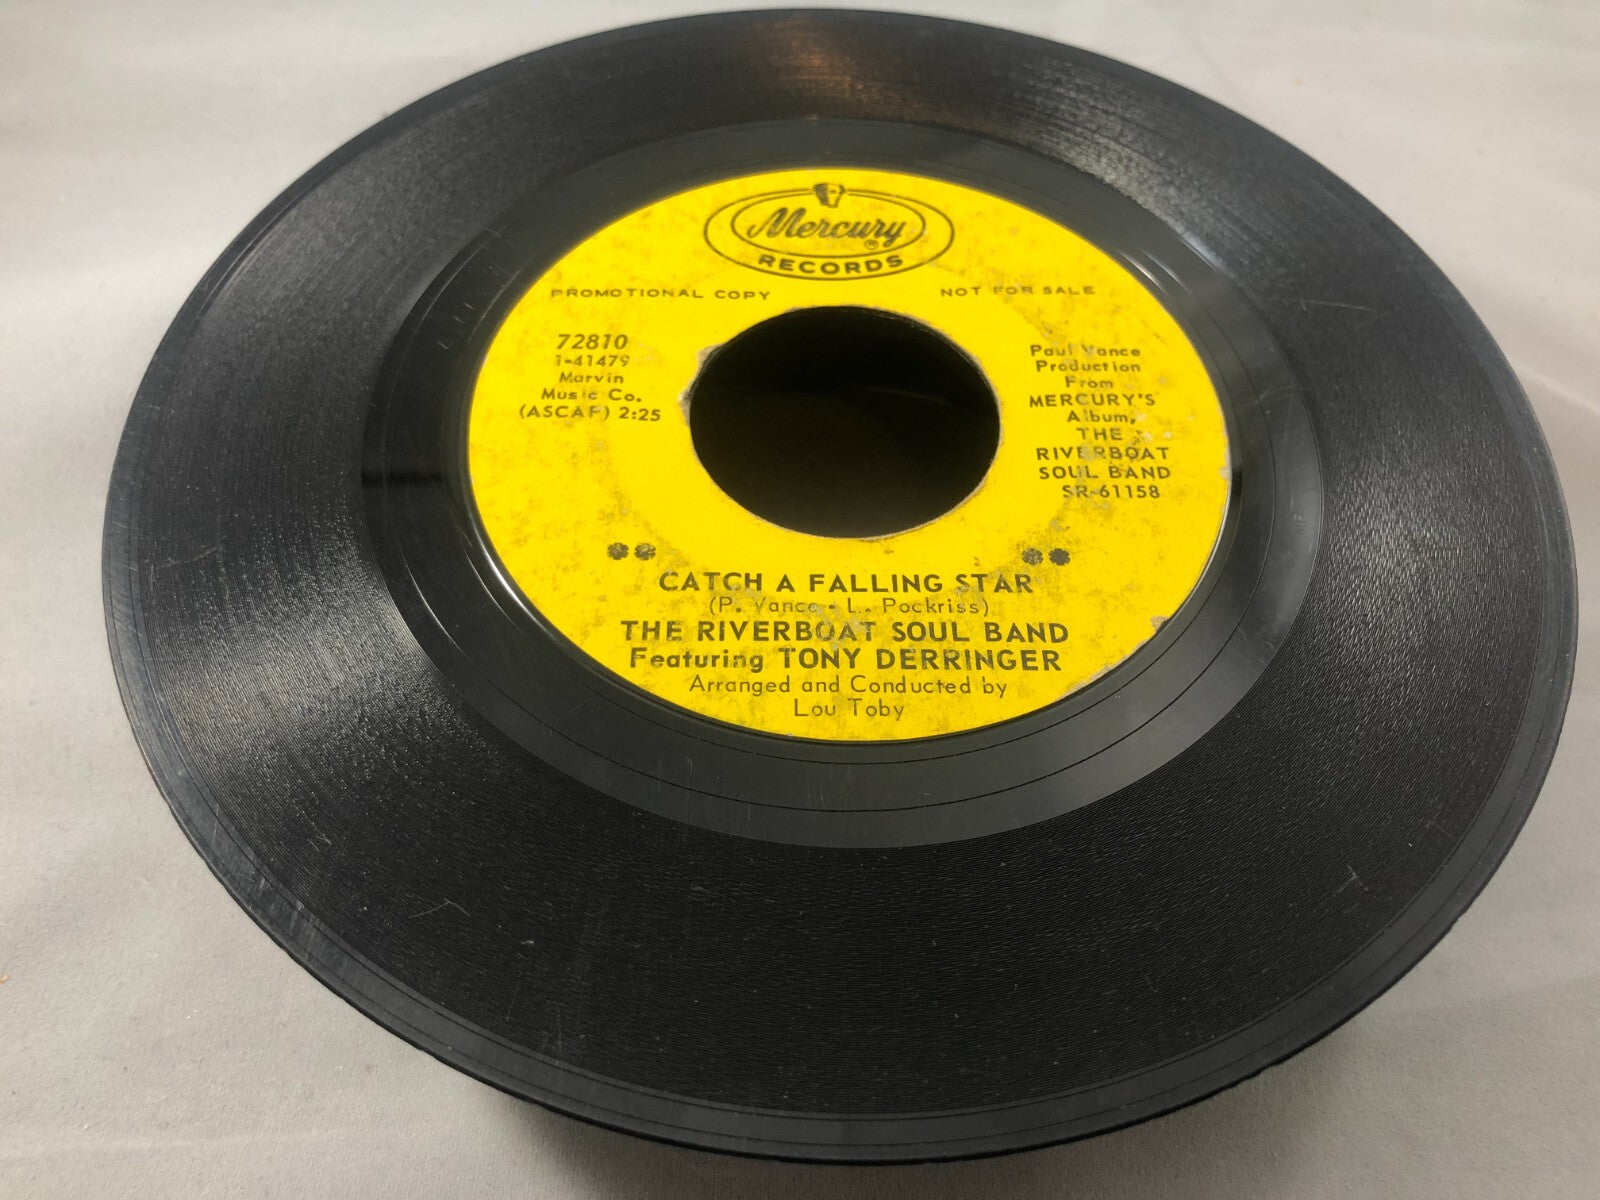 Mercury
®
RECORDS
PROMOTIONAL COPY
NOT FOR SALE
72810
1-41479
Marvin
Music Co.
(ASCAP) 2:25
Paul Vance
Production
From
MERCURY'S
Album,
THE
RIVERBOAT
SOUL BAND
SR-61158
CATCH A FALLING STAR
(P. Vance - L. Pockriss)
THE RIVERBOAT SOUL BAND
Featuring TONY DERRINGER
Arranged and Conducted by
Lou Toby